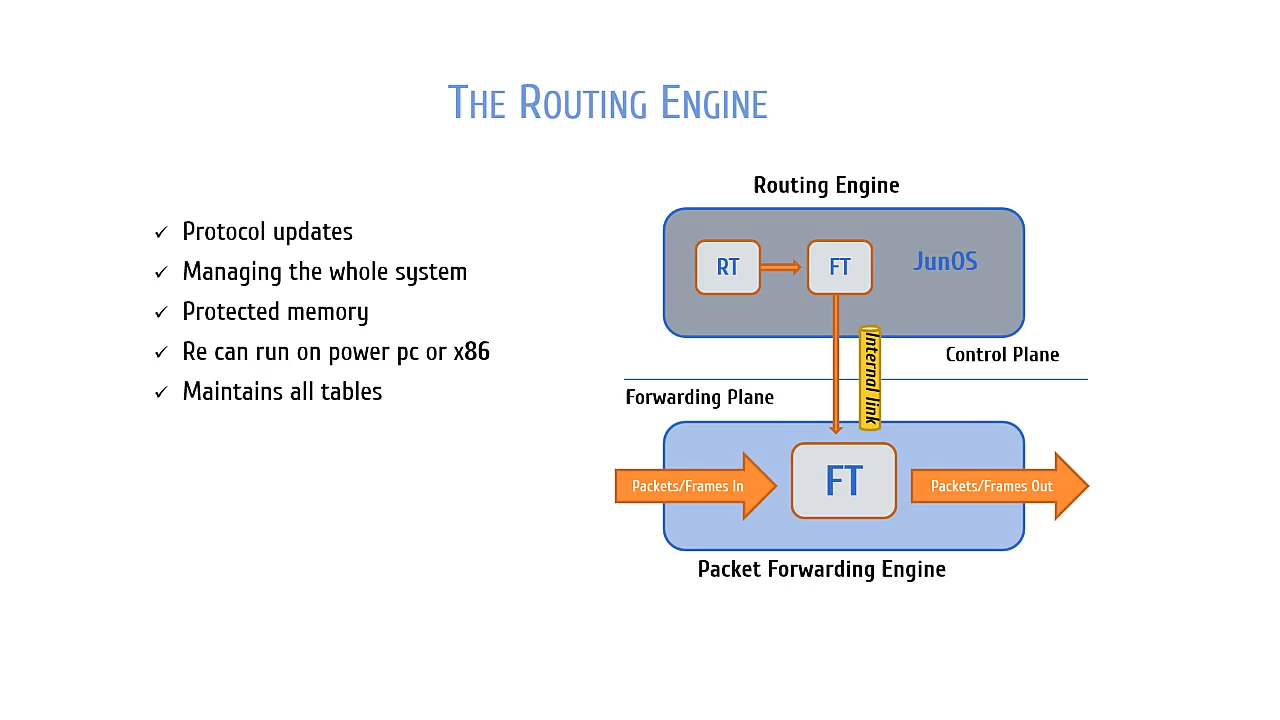 The Routing Engine
Protocol updates
Managing the whole system
Protected memory
Re can run on power pc or x86
Maintains all tables
Routing Engine
RT
FT
JunOS
Internal link
Control Plane
Forwarding Plane
Packets/Frames In
FT
Packets/Frames Out
Packet Forwarding Engine